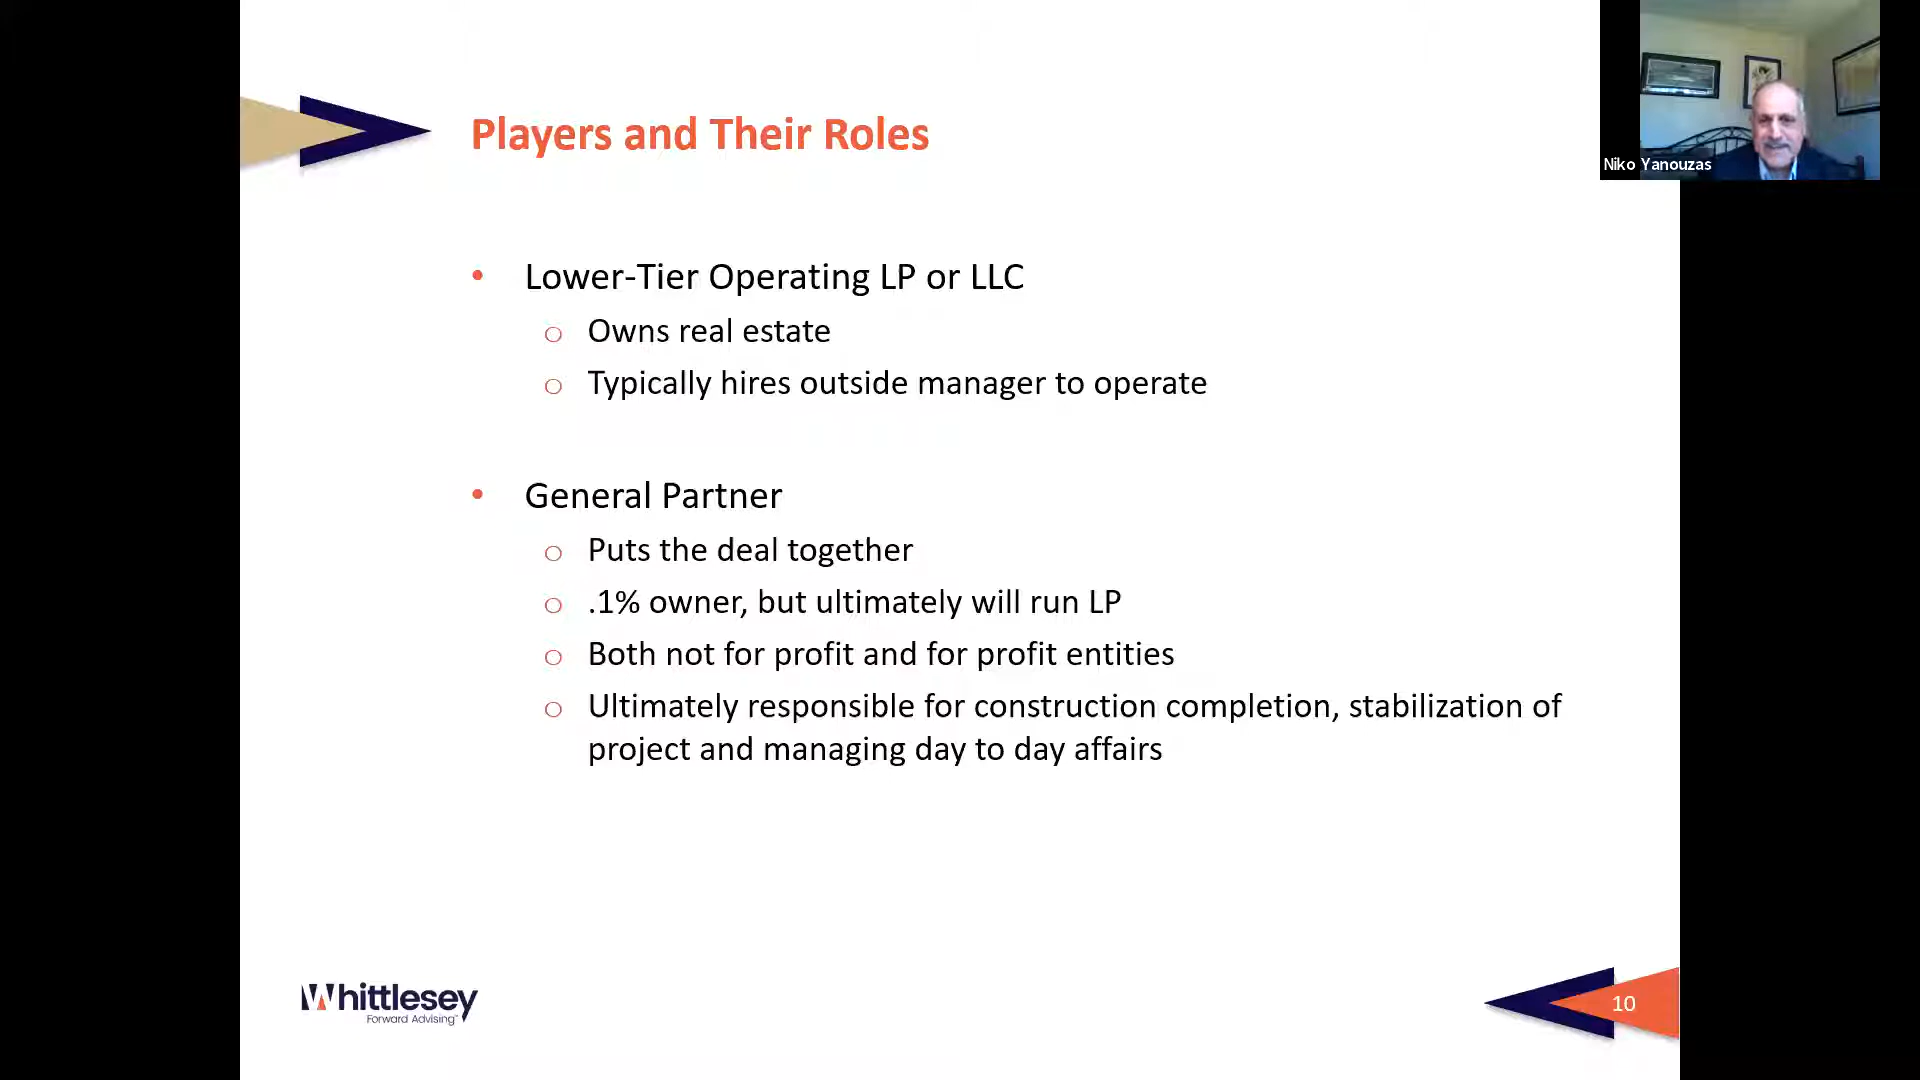 Players and Their Roles
Niko Yanouzas
• Lower-Tier Operating LP or LLC
o Owns real estate
o Typically hires outside manager to operate
• General Partner
o Puts the deal together
o .1% owner, but ultimately will run LP
o Both not for profit and for profit entities
o Ultimately responsible for construction completion, stabilization of
project and managing day to day affairs
Whittlesey
Forward Advising™
10